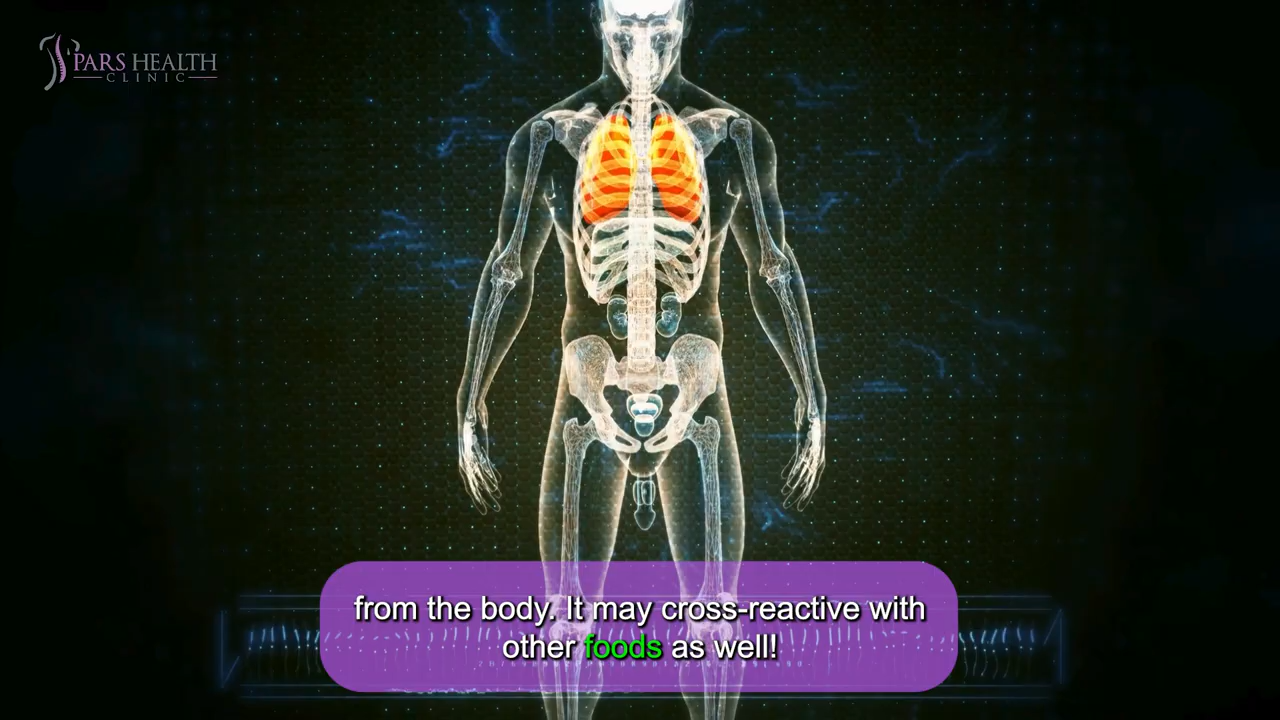 PARS HEALTH
CLINIC
from the body. It may cross-reactive with
other foods as well!